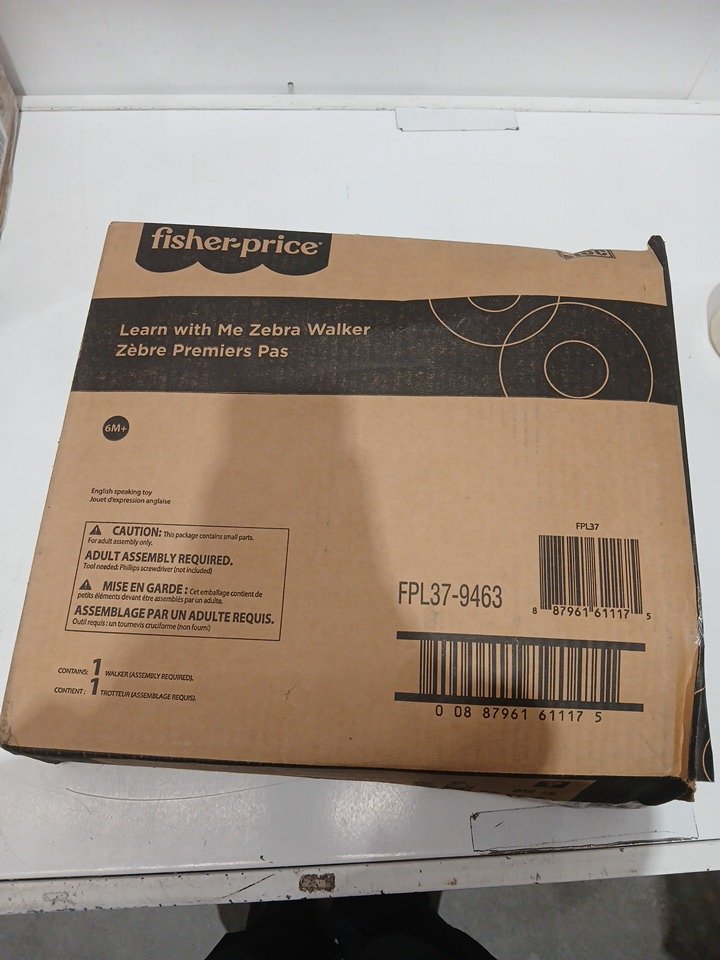 fisher-price
Learn with Me Zebra Walker
Zèbre Premiers Pas
6M+
English speaking toy
Jouet d'expression anglaise
CAUTION: This package contains small parts.
For adult assembly only.
ADULT ASSEMBLY REQUIRED.
Tool needed: Phillips screwdriver (not included)
MISE EN GARDE : Cet emballage contient de
petits éléments devant être assemblés par un adulte.
ASSEMBLAGE PAR UN ADULTE REQUIS.
Outil requis : un tournevis cruciforme (non fourni)
CONTAINS: 1 WALKER (ASSEMBLY REQUIRED).
CONTIENT : 1 TROTTEUR (ASSEMBLAGE REQUIS).
FPL37
8 87961 61117 5
FPL37-9463
0 08 87961 61117 5